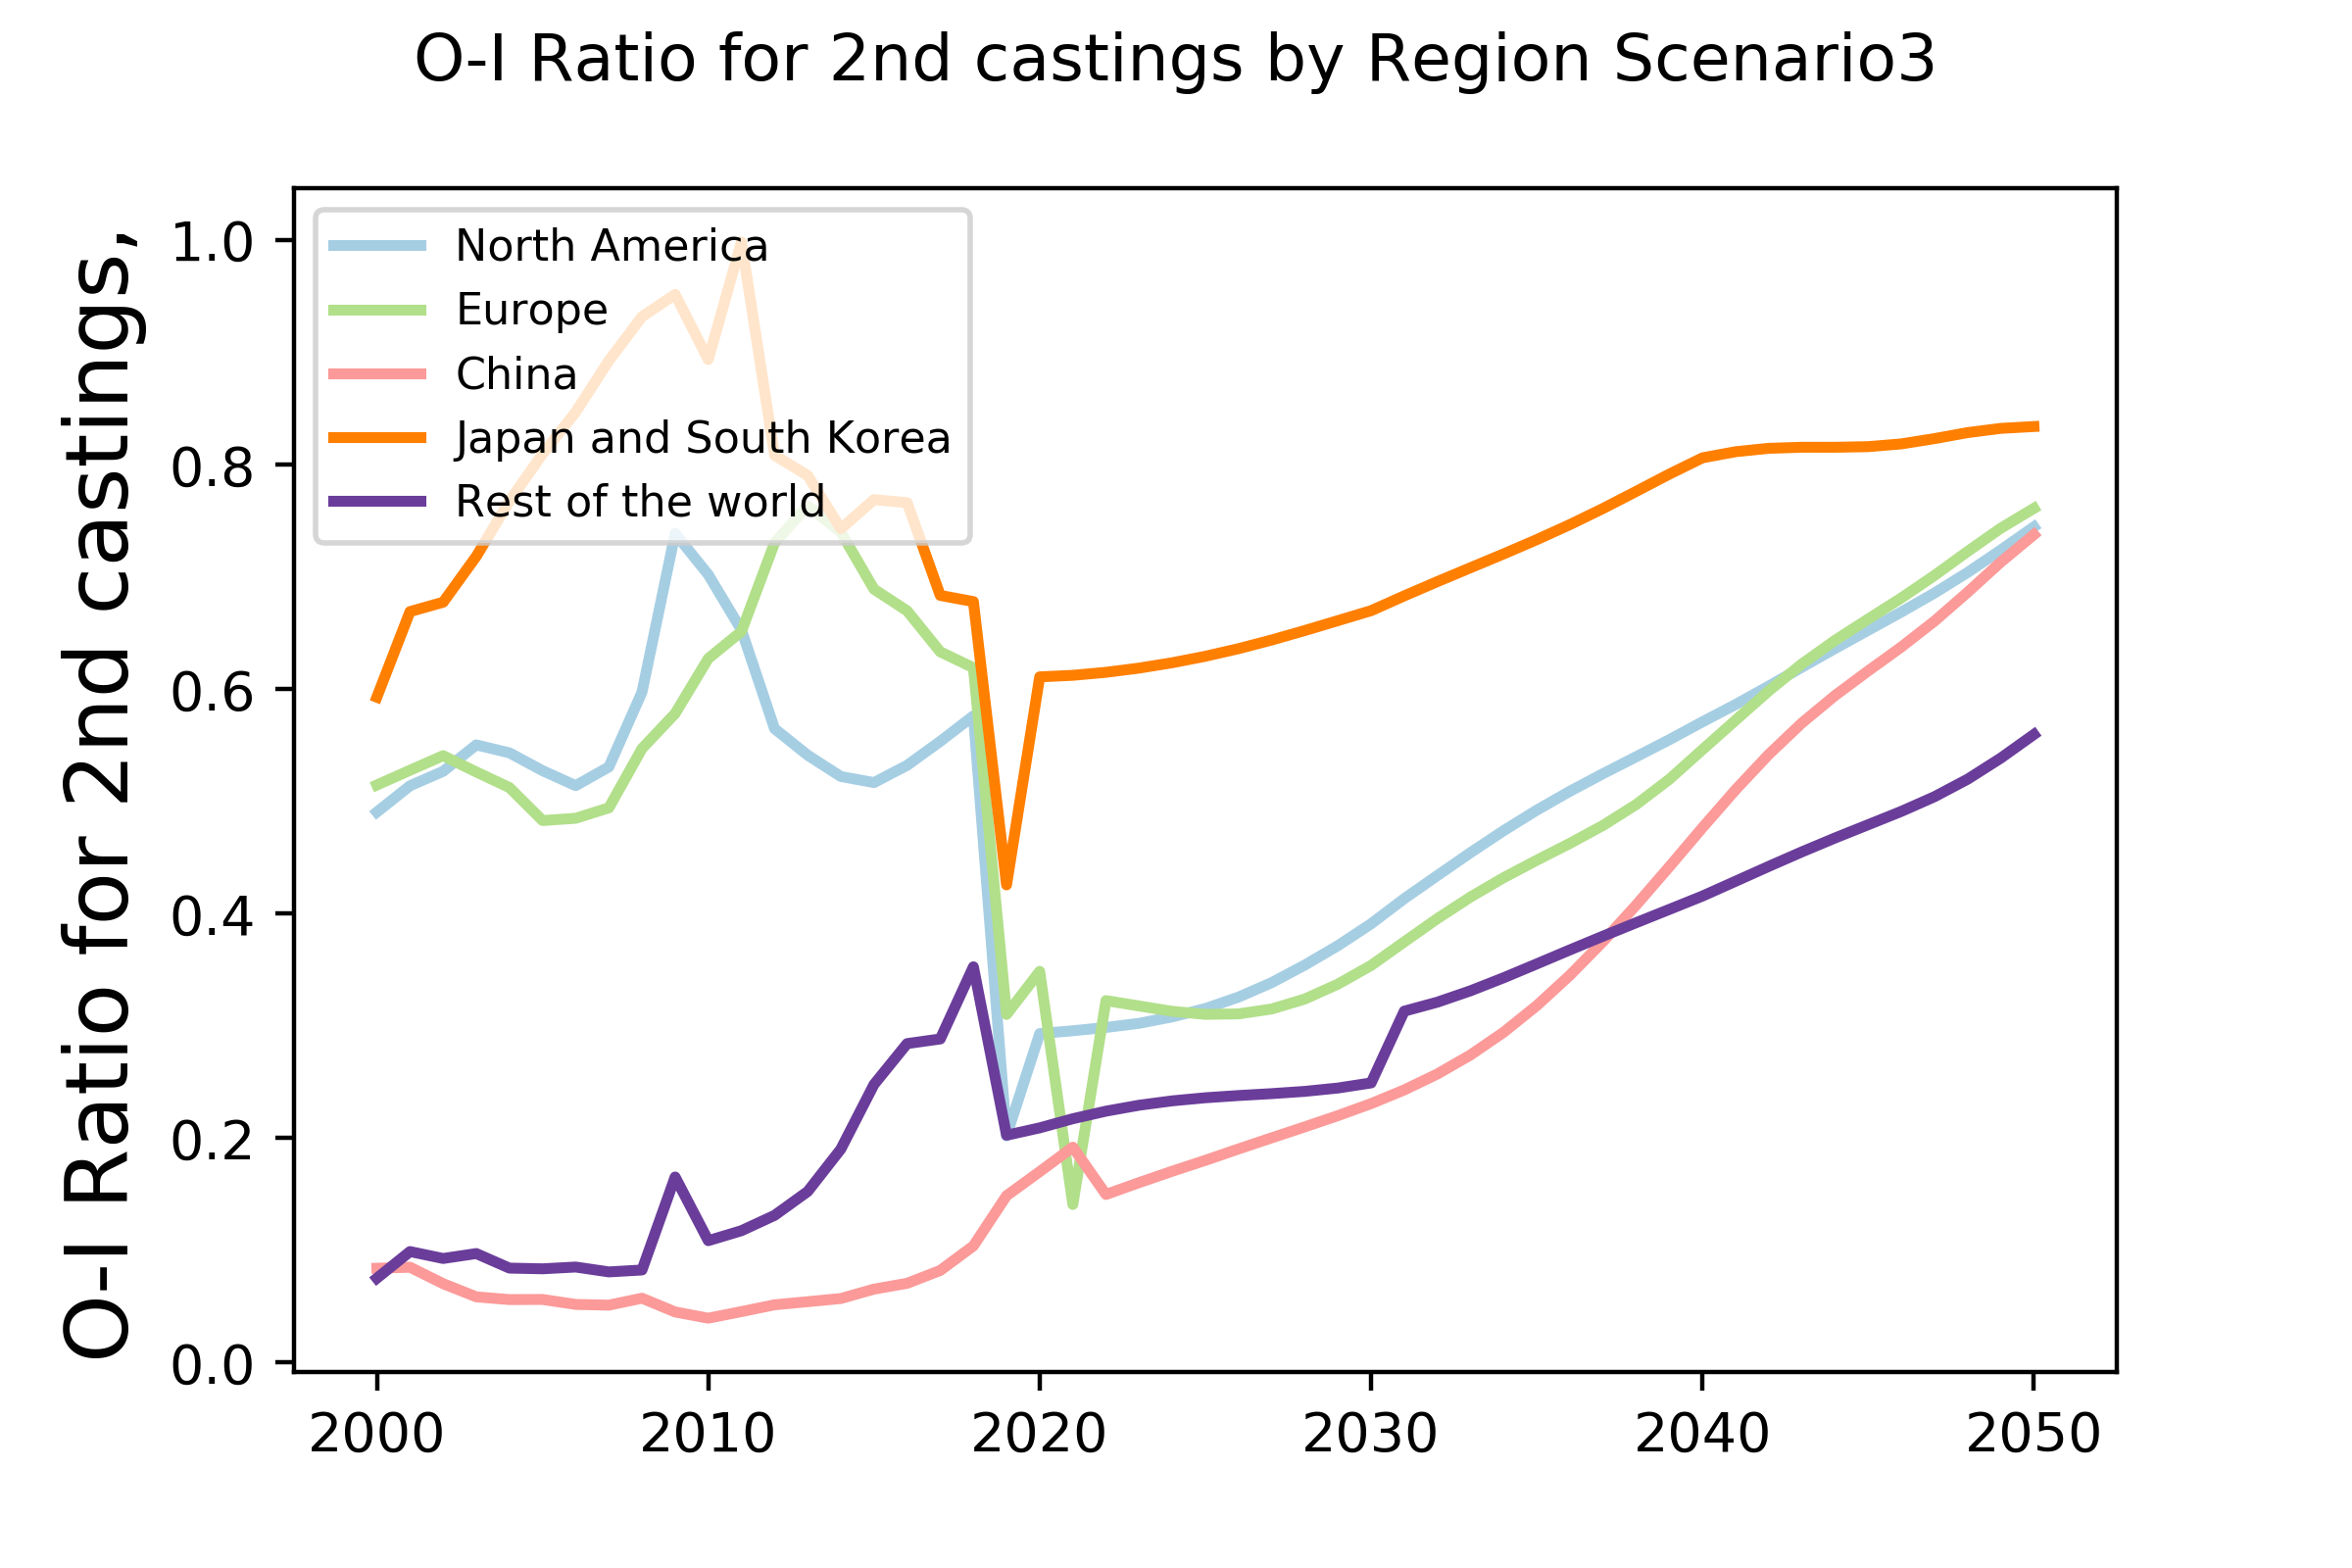 O-I Ratio for 2nd castings by Region Scenario3
O-I Ratio for 2nd castings,
1.0
0.8
0.6
0.4
0.2
0.0
North America
Europe
China
Japan and South Korea
Rest of the world
2000 2010 2020 2030 2040 2050